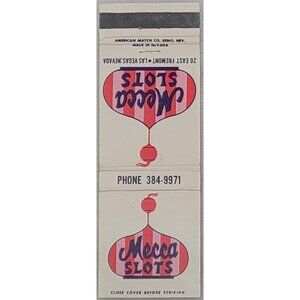 AMERICAN MATCH CO. RENO, NEV.
MADE IN NEVADA
20 EAST FREMONT • LAS VEGAS, NEVADA
Mecca
SLOTS
PHONE 384-9971
Mecca
SLOTS
CLOSE COVER BEFORE STRIKING